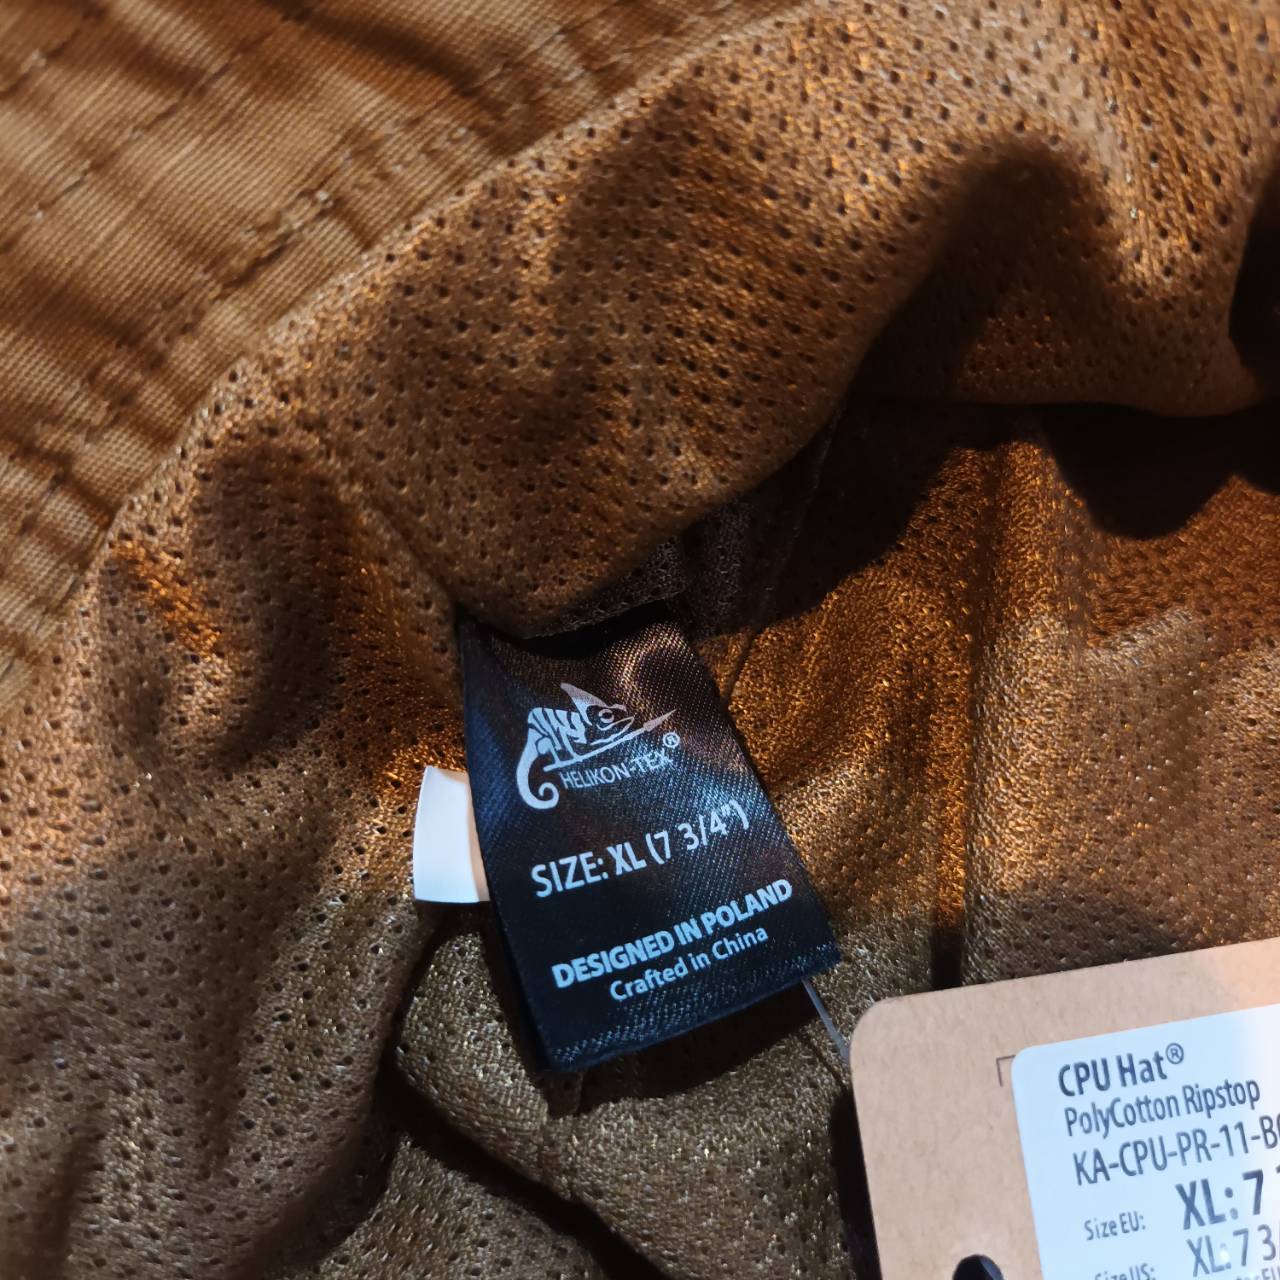 HELIKON-TEX®
SIZE: XL (7 3/4")
DESIGNED IN POLAND
Crafted in China
CPU Hat®
PolyCotton Ripstop
KA-CPU-PR-11-B
Size EU: XL: 7
Size US: XL: 7 3/